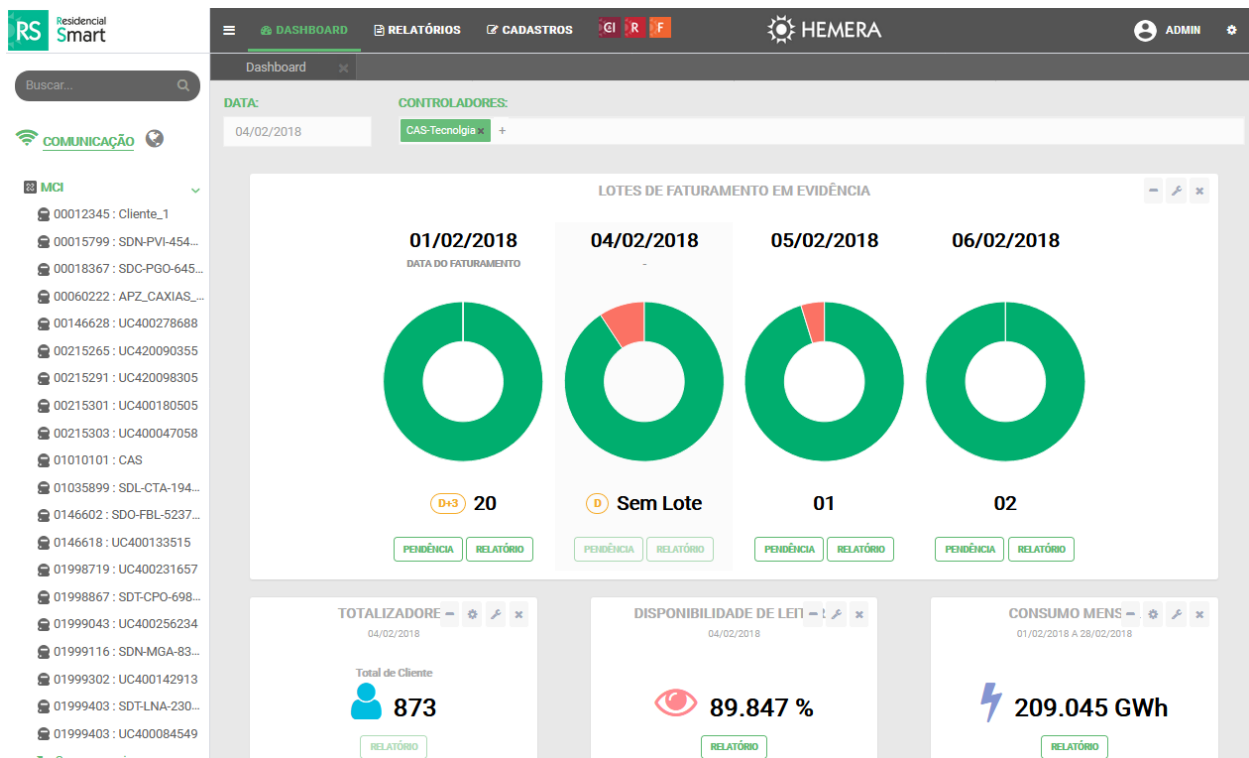 RS Residencial Smart
DASHBOARD RELATÓRIOS CADASTROS CI R F HEMERA ADMIN
Dashboard
Buscar...
COMUNICAÇÃO
MCI
00012345 : Cliente_1
00015799 : SDN-PVI-454...
00018367 : SDC-PGO-645...
00060222 : APZ_CAXIAS_...
00146628 : UC400278688
00215265 : UC420090355
00215291 : UC420098305
00215301 : UC400180505
00215303 : UC400047058
01010101 : CAS
01035899 : SDL-CTA-194...
0146602 : SDO-FBL-5237...
0146618 : UC400133515
01998719 : UC400231657
01998867 : SDT-CPO-698...
01999043 : UC400256234
01999116 : SDN-MGA-83...
01999302 : UC400142913
01999403 : SDT-LNA-230...
01999403 : UC400084549
DATA: CONTROLADORES:
04/02/2018 CAS-Tecnolgia × +
LOTES DE FATURAMENTO EM EVIDÊNCIA
01/02/2018 04/02/2018 05/02/2018 06/02/2018
DATA DO FATURAMENTO -
D+3 20 D Sem Lote 01 02
PENDÊNCIA RELATÓRIO PENDÊNCIA RELATÓRIO PENDÊNCIA RELATÓRIO PENDÊNCIA RELATÓRIO
TOTALIZADORE DISPONIBILIDADE DE LEIT CONSUMO MENS
04/02/2018 04/02/2018 01/02/2018 A 28/02/2018
Total de Cliente
873 89.847 % 209.045 GWh
RELATÓRIO RELATÓRIO RELATÓRIO